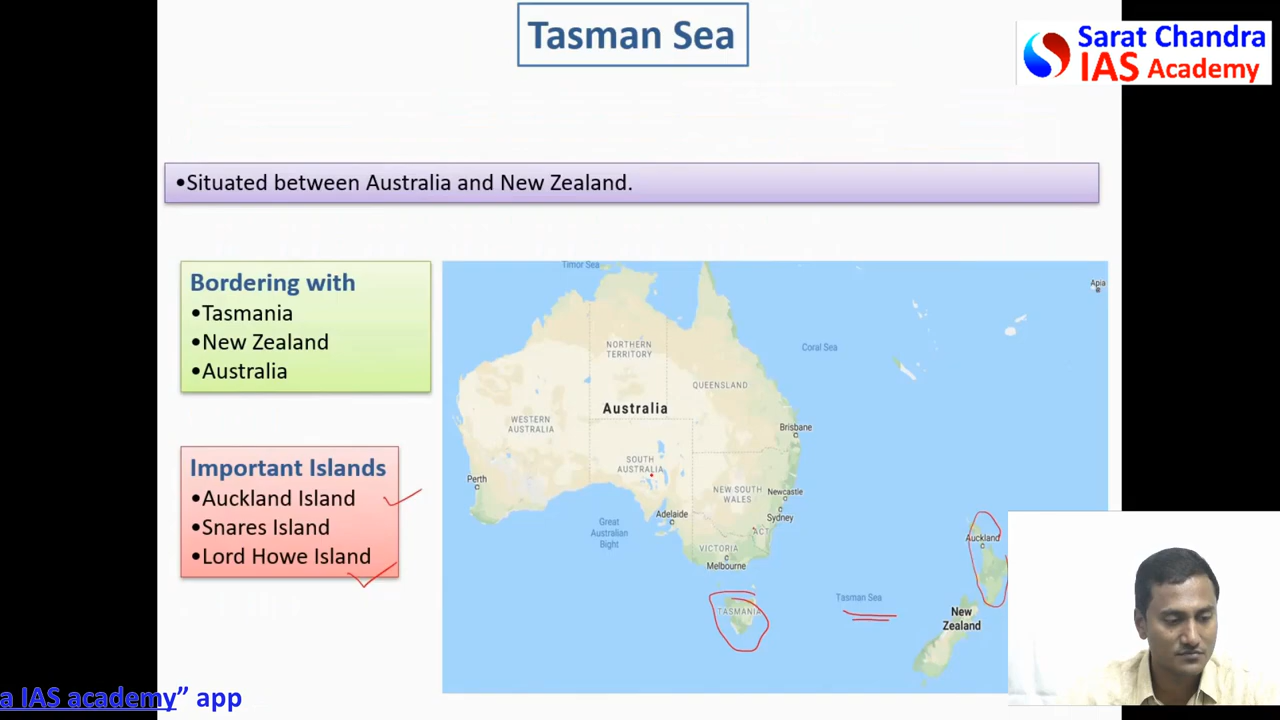 Tasman Sea
Sarat Chandra
IAS Academy
•Situated between Australia and New Zealand.
Bordering with
•Tasmania
•New Zealand
•Australia
Important Islands
•Auckland Island
•Snares Island
•Lord Howe Island
Timor Sea
Apia
NORTHERN
TERRITORY
Coral Sea
QUEENSLAND
Australia
WESTERN
AUSTRALIA
Brisbane
SOUTH
AUSTRALIA
Perth
NEW SOUTH
WALES
Newcastle
Adelaide
Sydney
Great
Australian
Bight
ACT
Auckland
VICTORIA
Melbourne
Tasman Sea
TASMANIA
New
Zealand
a IAS academy” app